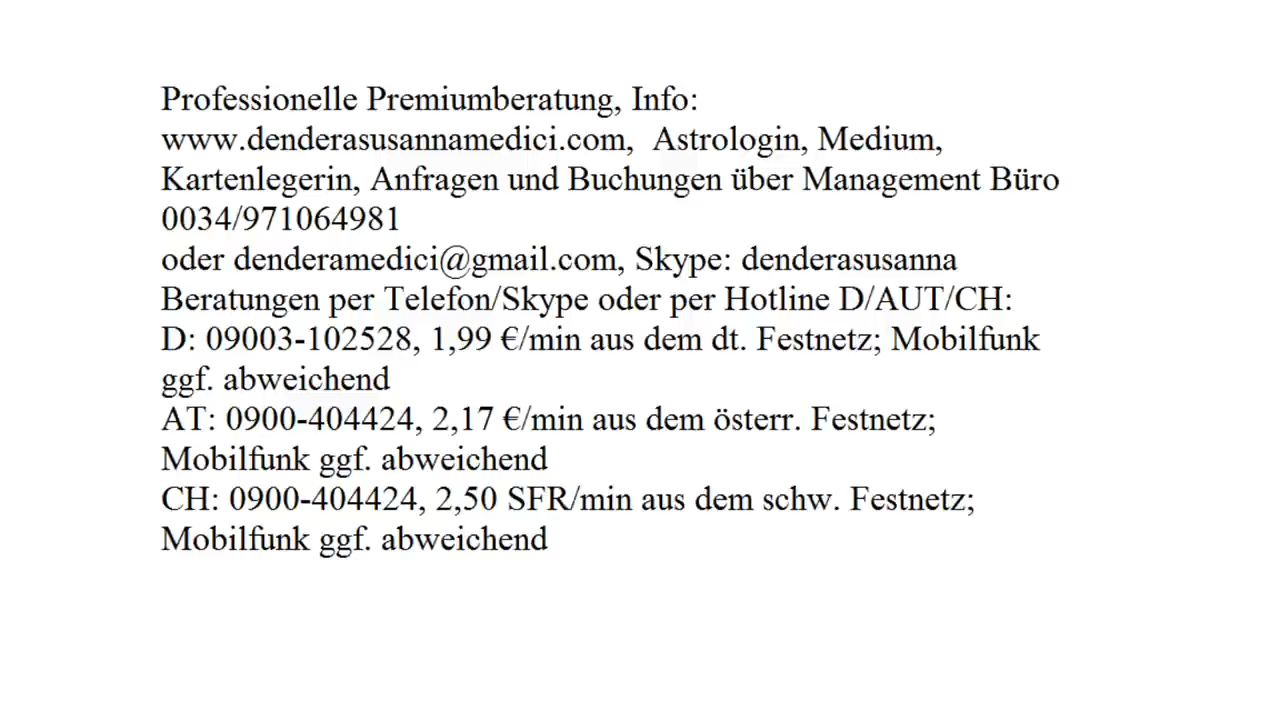 Professionelle Premiumberatung, Info:
www.denderasusannamedici.com,  Astrologin, Medium,
Kartenlegerin, Anfragen und Buchungen über Management Büro
0034/971064981
oder denderamedici@gmail.com, Skype: denderasusanna
Beratungen per Telefon/Skype oder per Hotline D/AUT/CH:
D: 09003-102528, 1,99 €/min aus dem dt. Festnetz; Mobilfunk
ggf. abweichend
AT: 0900-404424, 2,17 €/min aus dem österr. Festnetz;
Mobilfunk ggf. abweichend
CH: 0900-404424, 2,50 SFR/min aus dem schw. Festnetz;
Mobilfunk ggf. abweichend